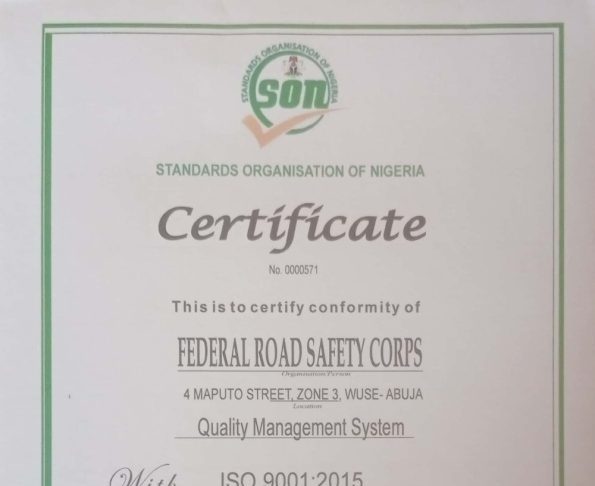 STANDARDS ORGANISATION OF NIGERIA
SON
STANDARDS ORGANISATION OF NIGERIA
Certificate
No. 0000571
This is to certify conformity of
FEDERAL ROAD SAFETY CORPS
Organisation/Person
4 MAPUTO STREET, ZONE 3, WUSE- ABUJA
Location
Quality Management System
With ISO 9001:2015